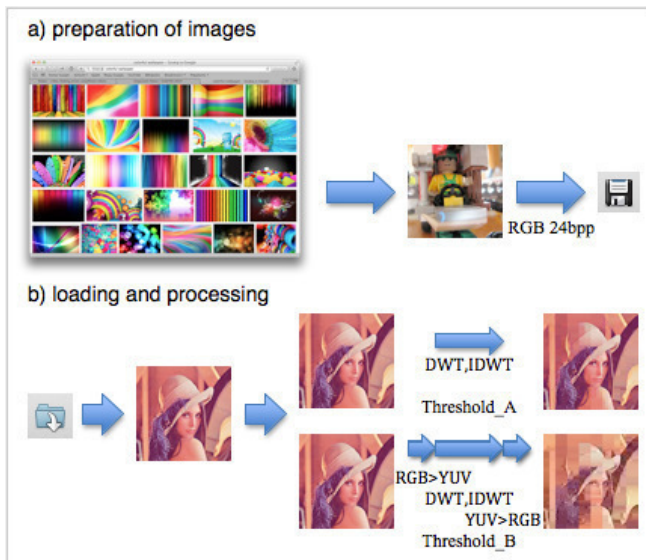 a) preparation of images
RGB 24bpp
b) loading and processing
DWT,IDWT
Threshold_A
RGB>YUV
DWT,IDWT
YUV>RGB
Threshold_B